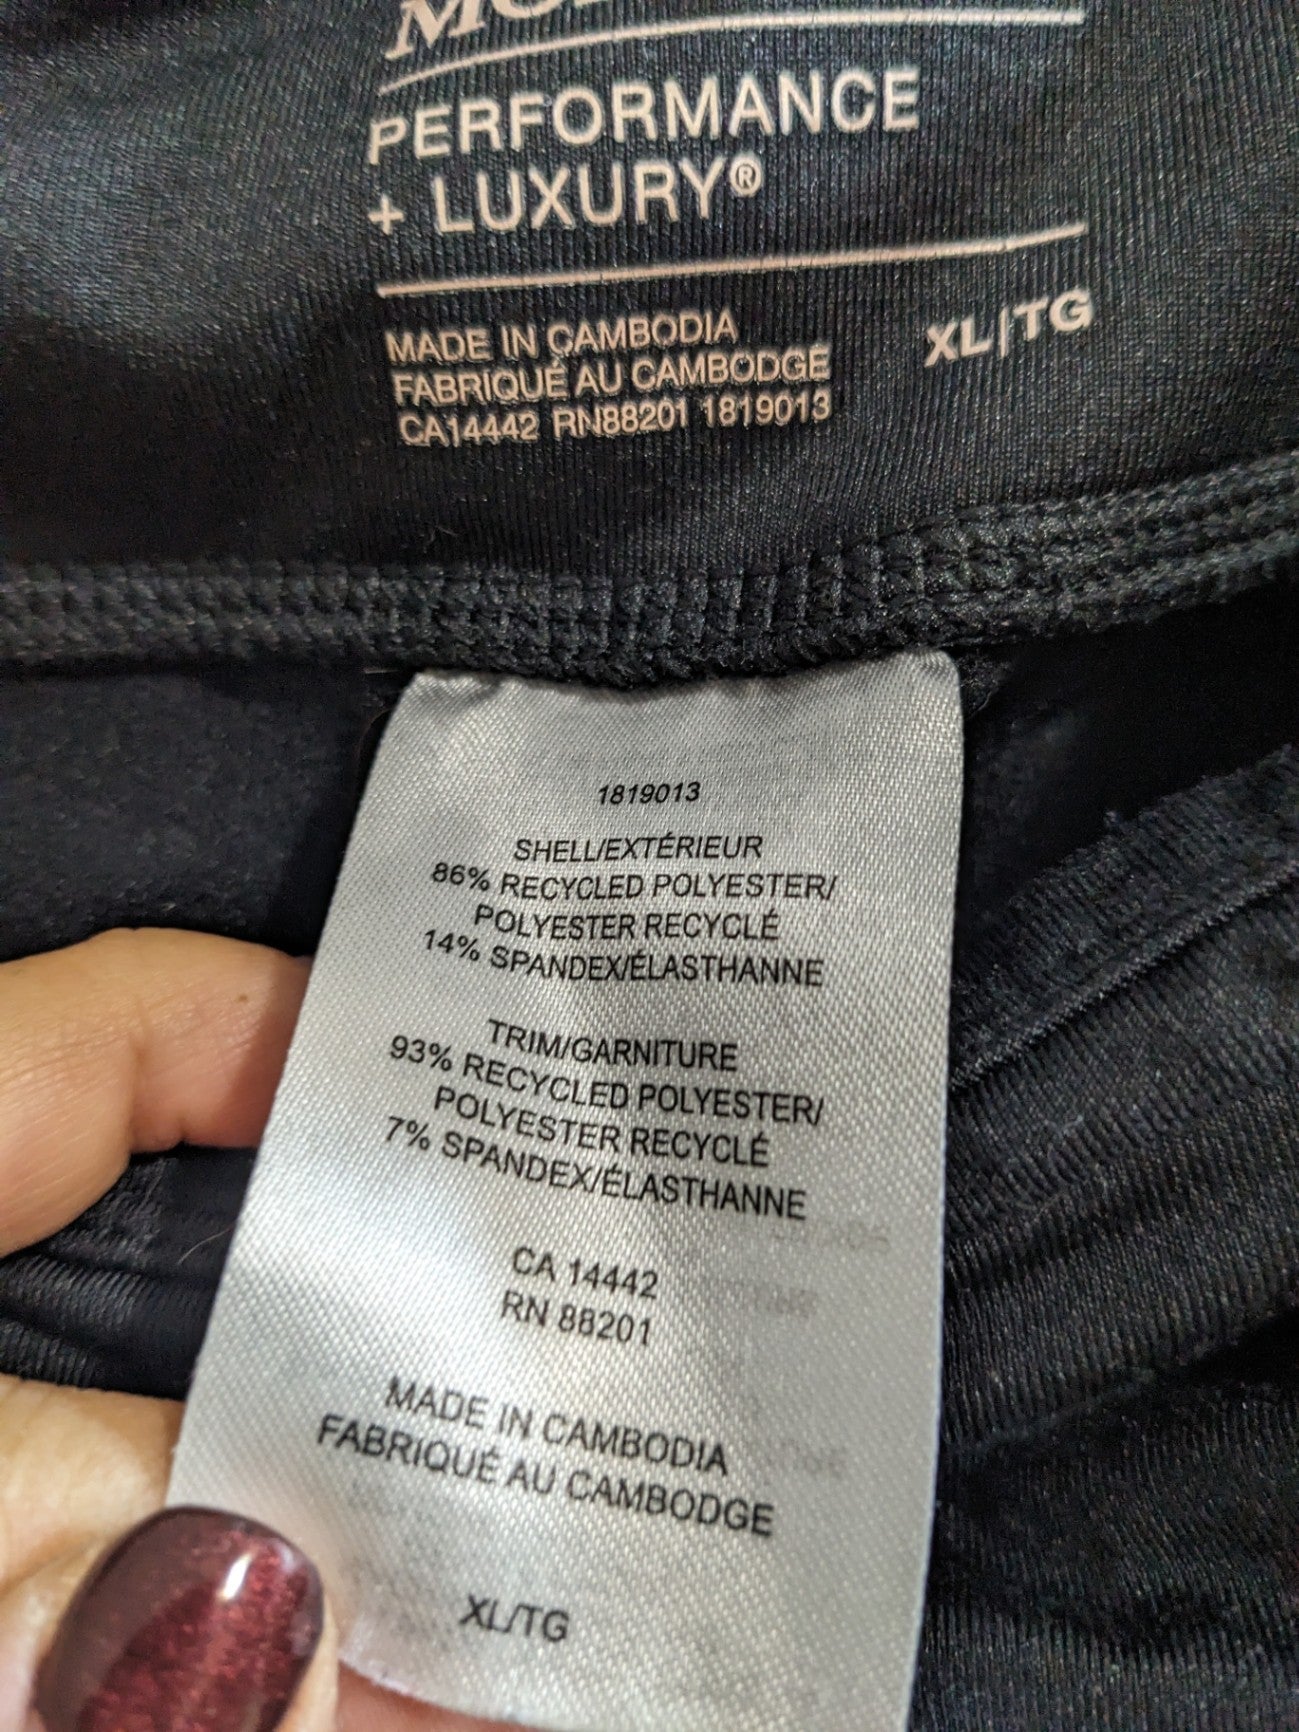 PERFORMANCE
+ LUXURY®
MADE IN CAMBODIA
FABRIQUÉ AU CAMBODGE
CA14442 RN88201 1819013
XL|TG
1819013
SHELL/EXTÉRIEUR
86% RECYCLED POLYESTER/
POLYESTER RECYCLÉ
14% SPANDEX/ÉLASTHANNE
TRIM/GARNITURE
93% RECYCLED POLYESTER/
POLYESTER RECYCLÉ
7% SPANDEX/ÉLASTHANNE
CA 14442
RN 88201
MADE IN CAMBODIA
FABRIQUÉ AU CAMBODGE
XL/TG